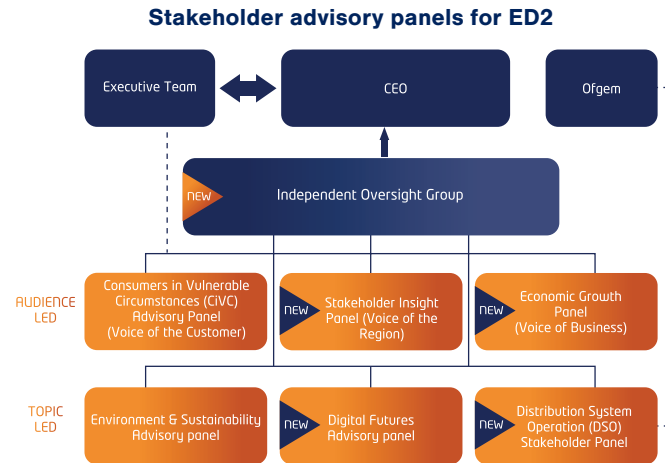 Stakeholder advisory panels for ED2
Executive Team
CEO
Ofgem
NEW
Independent Oversight Group
AUDIENCE
LED
Consumers in Vulnerable
Circumstances (CiVC)
Advisory Panel
(Voice of the Customer)
NEW
Stakeholder Insight
Panel (Voice of the
Region)
NEW
Economic Growth
Panel
(Voice of Business)
TOPIC
LED
Environment & Sustainability
Advisory panel
NEW
Digital Futures
Advisory panel
NEW
Distribution System
Operation (DSO)
Stakeholder Panel